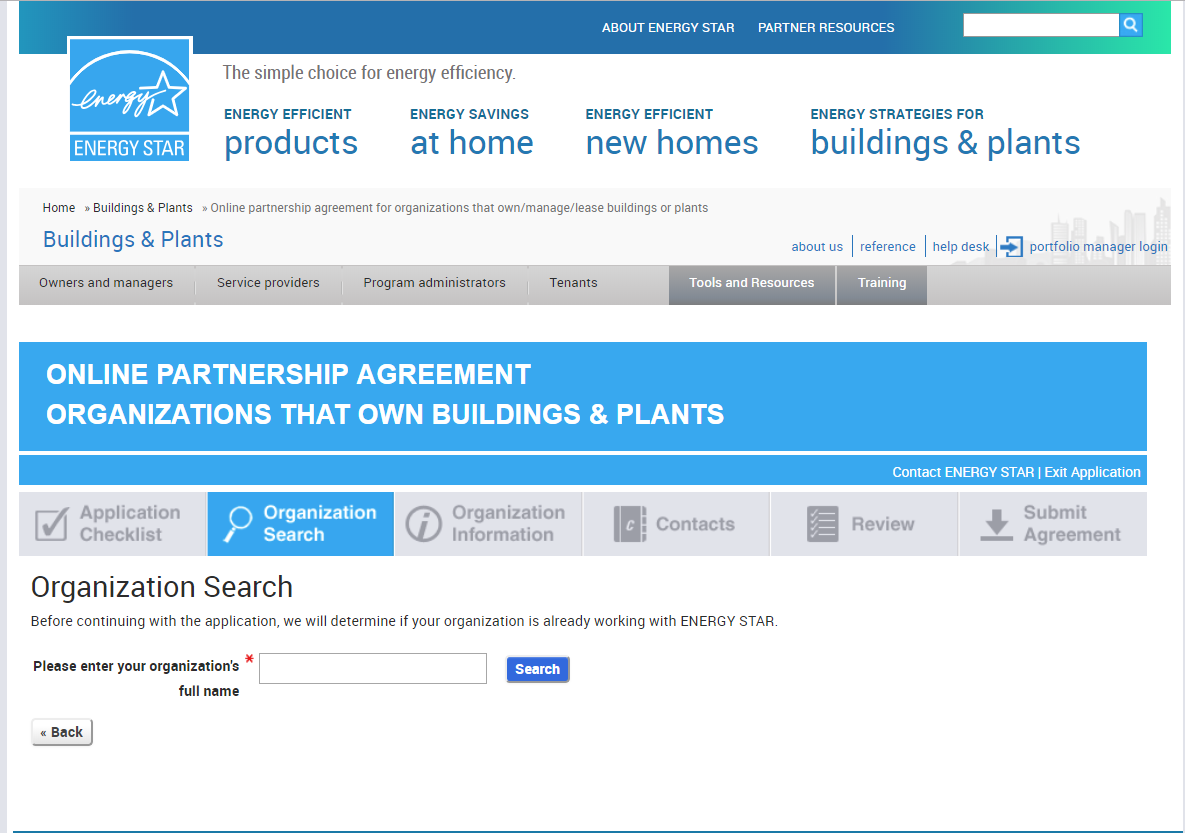 ABOUT ENERGY STAR PARTNER RESOURCES
energy
ENERGY STAR
The simple choice for energy efficiency.
ENERGY EFFICIENT
products
ENERGY SAVINGS
at home
ENERGY EFFICIENT
new homes
ENERGY STRATEGIES FOR
buildings & plants
Home » Buildings & Plants » Online partnership agreement for organizations that own/manage/lease buildings or plants
Buildings & Plants
about us reference help desk portfolio manager login
Owners and managers Service providers Program administrators Tenants Tools and Resources Training
ONLINE PARTNERSHIP AGREEMENT
ORGANIZATIONS THAT OWN BUILDINGS & PLANTS
Contact ENERGY STAR | Exit Application
Application
Checklist
Organization
Search
Organization
Information
Contacts
Review
Submit
Agreement
Organization Search
Before continuing with the application, we will determine if your organization is already working with ENERGY STAR.
Please enter your organization's *
full name
Search
« Back